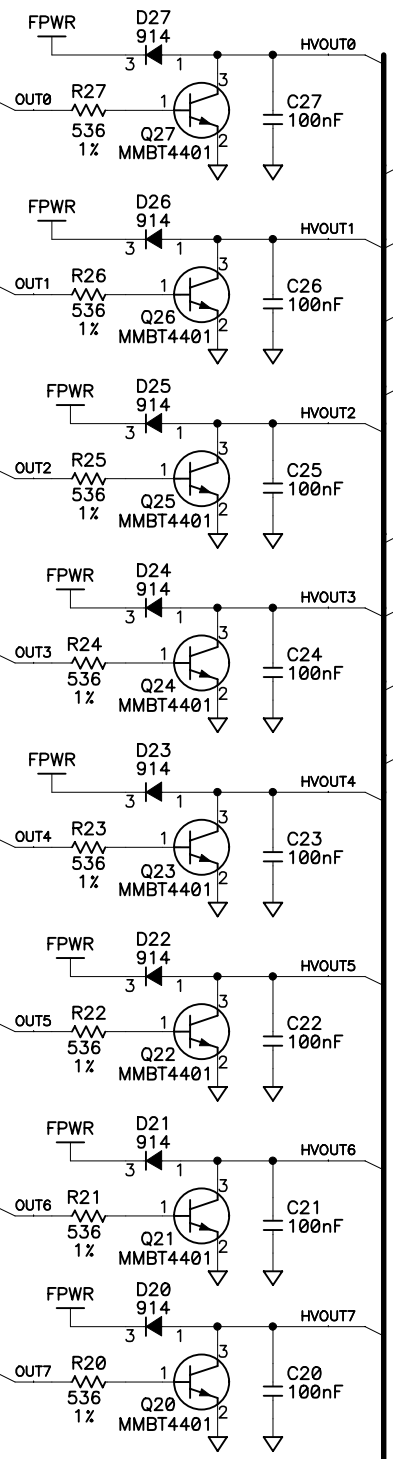 D27
FPWR
914
HVOUT0
3 1
3
R27
OUT0
1
C27
536
100nF
1%
Q27
2
MMBT4401
D26
FPWR
914
HVOUT1
3 1
3
R26
OUT1
1
C26
536
100nF
1%
Q26
2
MMBT4401
D25
FPWR
914
HVOUT2
3 1
3
R25
OUT2
1
C25
536
100nF
1%
Q25
2
MMBT4401
D24
FPWR
914
HVOUT3
3 1
3
R24
OUT3
1
C24
536
100nF
1%
Q24
2
MMBT4401
D23
FPWR
914
HVOUT4
3 1
3
R23
OUT4
1
C23
536
100nF
1%
Q23
2
MMBT4401
D22
FPWR
914
HVOUT5
3 1
3
R22
OUT5
1
C22
536
100nF
1%
Q22
2
MMBT4401
D21
FPWR
914
HVOUT6
3 1
3
R21
OUT6
1
C21
536
100nF
1%
Q21
2
MMBT4401
D20
FPWR
914
HVOUT7
3 1
3
R20
OUT7
1
C20
536
100nF
1%
Q20
2
MMBT4401